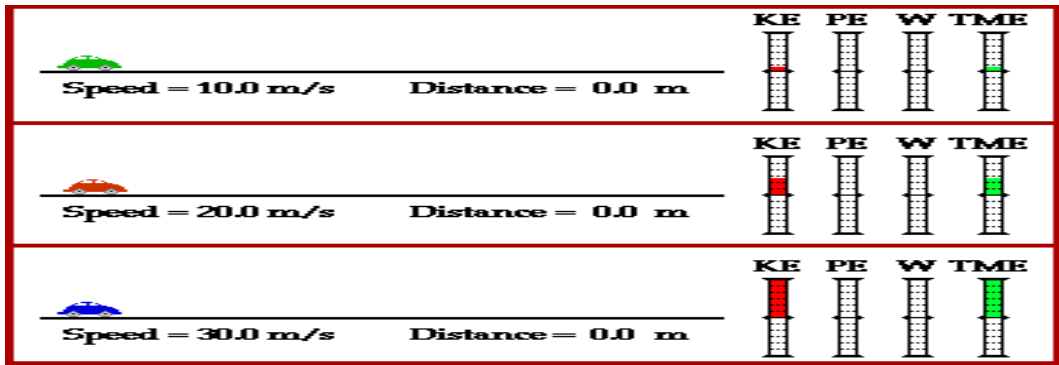 KE PE W TME
Speed = 10.0 m/s Distance = 0.0 m
KE PE W TME
Speed = 20.0 m/s Distance = 0.0 m
KE PE W TME
Speed = 30.0 m/s Distance = 0.0 m